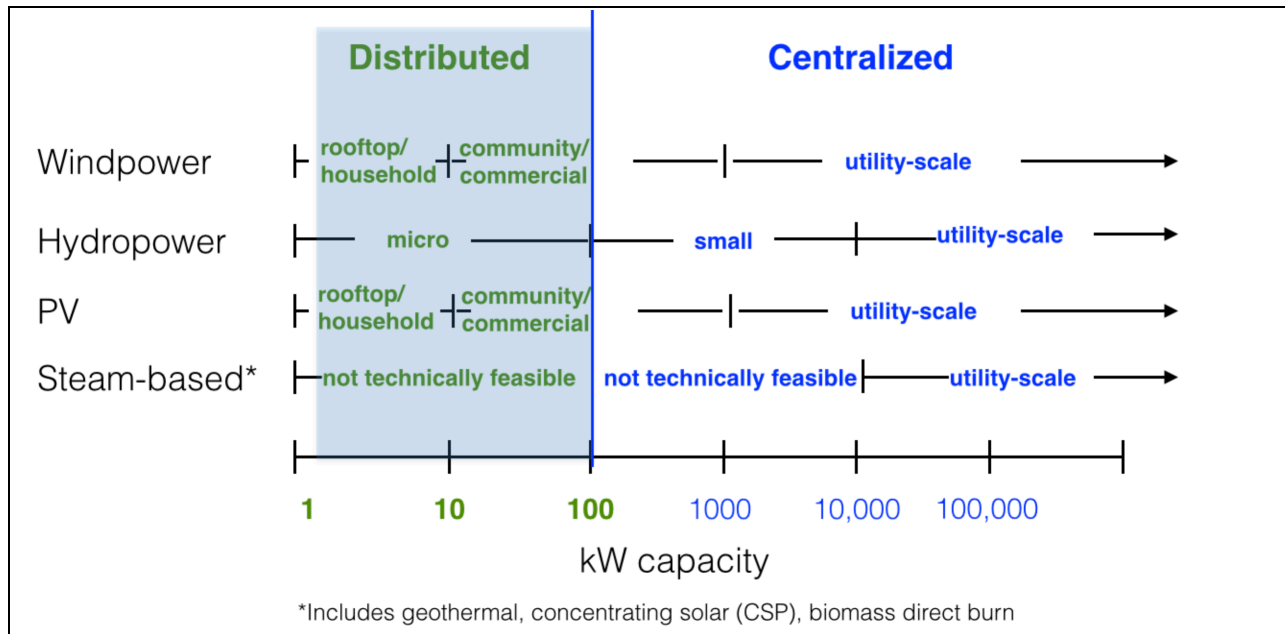 Distributed Centralized
Windpower rooftop/ household community/ commercial utility-scale
Hydropower micro small utility-scale
PV rooftop/ household community/ commercial utility-scale
Steam-based* not technically feasible not technically feasible utility-scale
1 10 100 1000 10,000 100,000
kW capacity
*Includes geothermal, concentrating solar (CSP), biomass direct burn